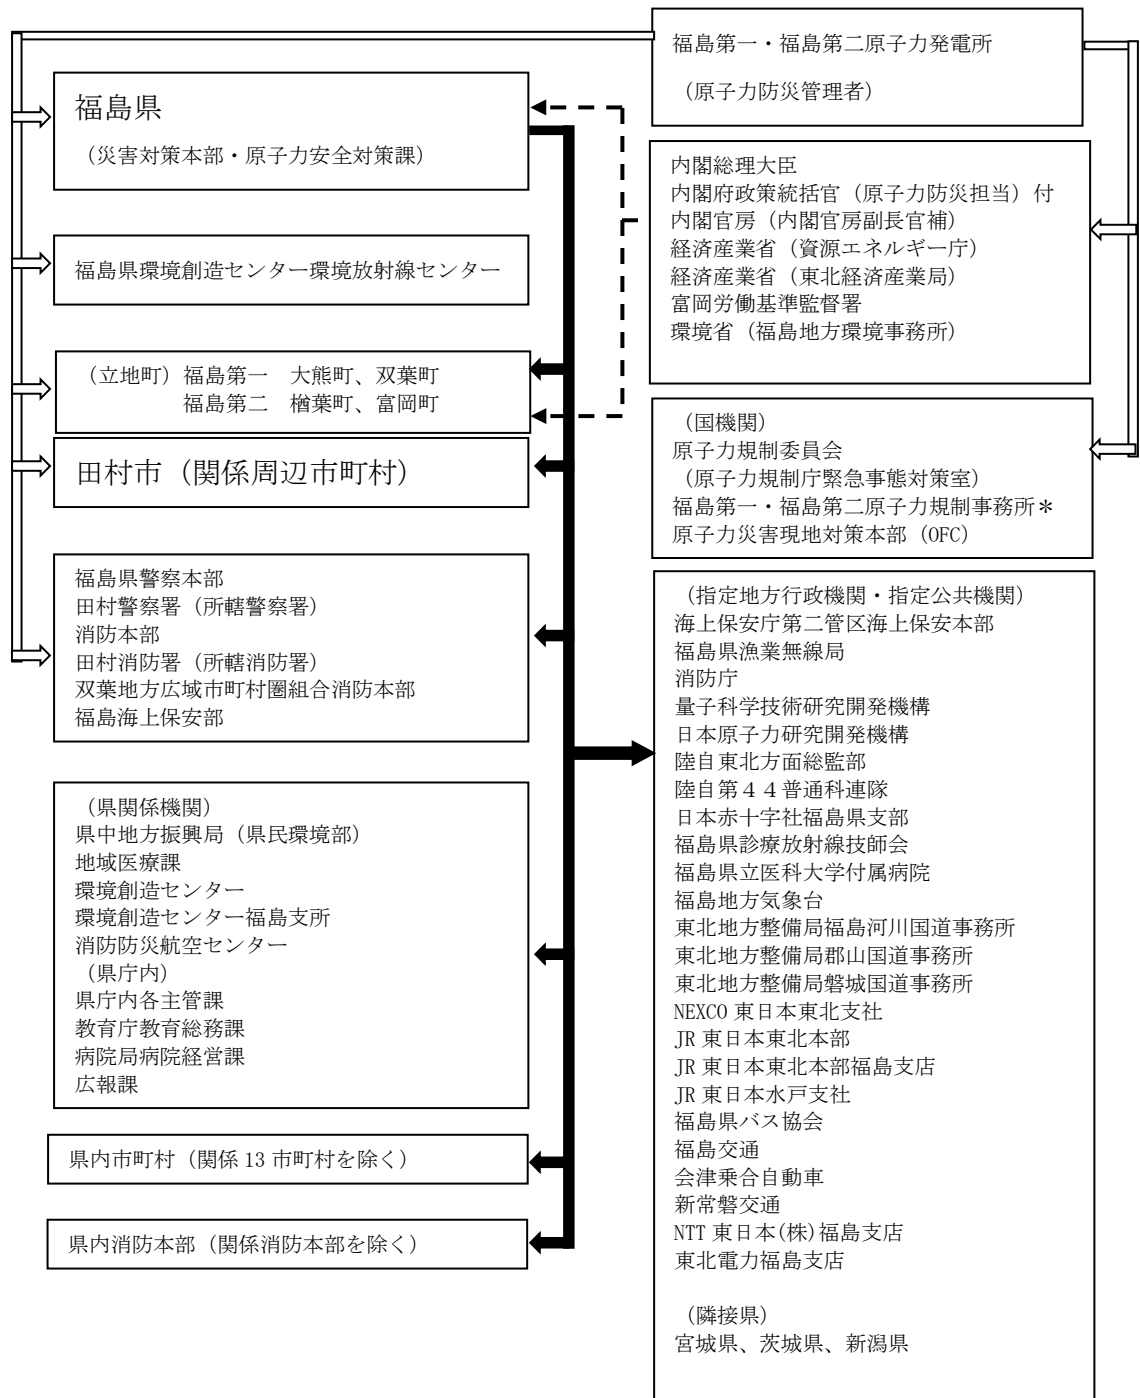 福島第一・福島第二原子力発電所
（原子力防災管理者）
福島県
（災害対策本部・原子力安全対策課）
内閣総理大臣
内閣府政策統括官（原子力防災担当）付
内閣官房（内閣官房副長官補）
経済産業省（資源エネルギー庁）
経済産業省（東北経済産業局）
富岡労働基準監督署
環境省（福島地方環境事務所）
福島県環境創造センター環境放射線センター
（立地町）福島第一　大熊町、双葉町
福島第二　楢葉町、富岡町
田村市（関係周辺市町村）
（国機関）
原子力規制委員会
（原子力規制庁緊急事態対策室）
福島第一・福島第二原子力規制事務所＊
原子力災害現地対策本部（OFC）
福島県警察本部
田村警察署（所轄警察署）
消防本部
田村消防署（所轄消防署）
双葉地方広域市町村圏組合消防本部
福島海上保安部
（指定地方行政機関・指定公共機関）
海上保安庁第二管区海上保安本部
福島県漁業無線局
消防庁
量子科学技術研究開発機構
日本原子力研究開発機構
陸自東北方面総監部
陸自第４４普通科連隊
日本赤十字社福島県支部
福島県診療放射線技師会
福島県立医科大学付属病院
福島地方気象台
東北地方整備局福島河川国道事務所
東北地方整備局郡山国道事務所
東北地方整備局磐城国道事務所
NEXCO 東日本東北支社
JR 東日本東北本部
JR 東日本東北本部福島支店
JR 東日本水戸支社
福島県バス協会
福島交通
会津乗合自動車
新常磐交通
NTT 東日本(株)福島支店
東北電力福島支店
（隣接県）
宮城県、茨城県、新潟県
（県関係機関）
県中地方振興局（県民環境部）
地域医療課
環境創造センター
環境創造センター福島支所
消防防災航空センター
（県庁内）
県庁内各主管課
教育庁教育総務課
病院局病院経営課
広報課
県内市町村（関係 13 市町村を除く）
県内消防本部（関係消防本部を除く）